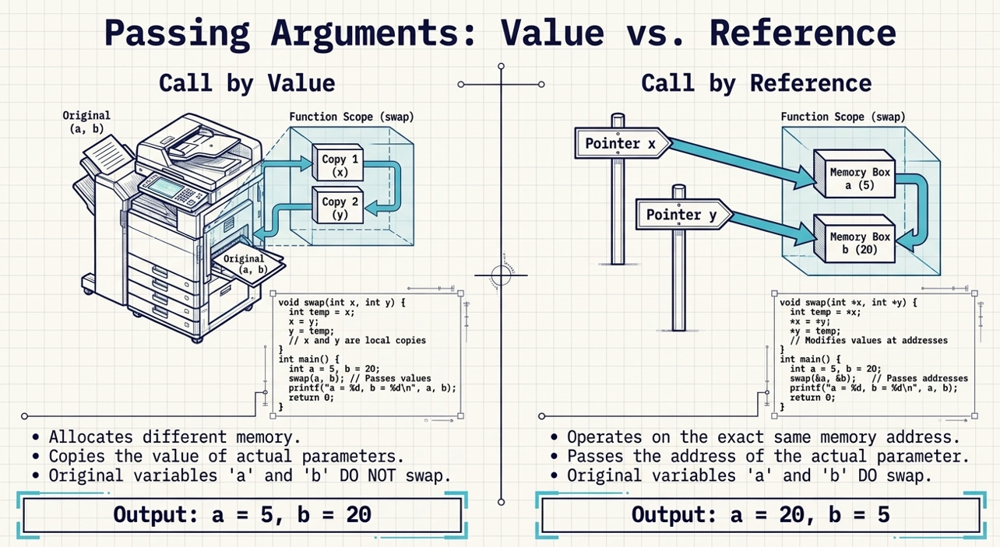 Passing Arguments: Value vs. Reference
Call by Value
Original
(a, b)
Function Scope (swap)
Copy 1
(x)
Copy 2
(y)
Original
(a, b)
void swap(int x, int y) {
  int temp = x;
  x = y;
  y = temp;
  // x and y are local copies
}
int main() {
  int a = 5, b = 20;
  swap(a, b); // Passes values
  printf("a = %d, b = %d\n", a, b);
  return 0;
}
• Allocates different memory.
• Copies the value of actual parameters.
• Original variables 'a' and 'b' DO NOT swap.
Output: a = 5, b = 20
Call by Reference
Pointer x
Pointer y
Function Scope (swap)
Memory Box
a (5)
Memory Box
b (20)
void swap(int *x, int *y) {
  int temp = *x;
  *x = *y;
  *y = temp;
  // Modifies values at addresses
}
int main() {
  int a = 5, b = 20;
  swap(&a, &b);   // Passes addresses
  printf("a = %d, b = %d\n", a, b);
  return 0;
}
• Operates on the exact same memory address.
• Passes the address of the actual parameter.
• Original variables 'a' and 'b' DO swap.
Output: a = 20, b = 5